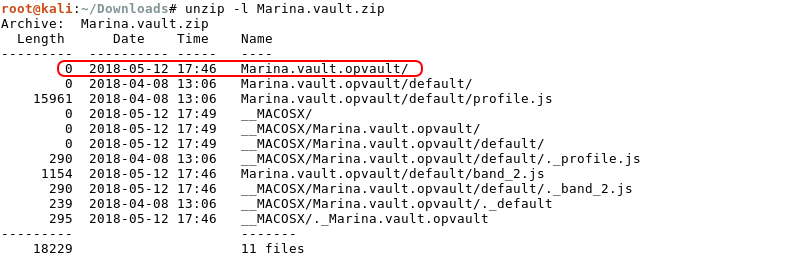 root@kali:~/Downloads# unzip -l Marina.vault.zip
Archive:  Marina.vault.zip
  Length      Date    Time    Name
---------  ---------- -----   ----
        0  2018-05-12 17:46   Marina.vault.opvault/
        0  2018-04-08 13:06   Marina.vault.opvault/default/
    15961  2018-04-08 13:06   Marina.vault.opvault/default/profile.js
        0  2018-05-12 17:49   __MACOSX/
        0  2018-05-12 17:49   __MACOSX/Marina.vault.opvault/
        0  2018-05-12 17:49   __MACOSX/Marina.vault.opvault/default/
      290  2018-04-08 13:06   __MACOSX/Marina.vault.opvault/default/._profile.js
     1154  2018-05-12 17:46   Marina.vault.opvault/default/band_2.js
      290  2018-05-12 17:46   __MACOSX/Marina.vault.opvault/default/._band_2.js
      239  2018-04-08 13:06   __MACOSX/Marina.vault.opvault/._default
      295  2018-05-12 17:46   __MACOSX/._Marina.vault.opvault
---------                     -------
    18229                     11 files